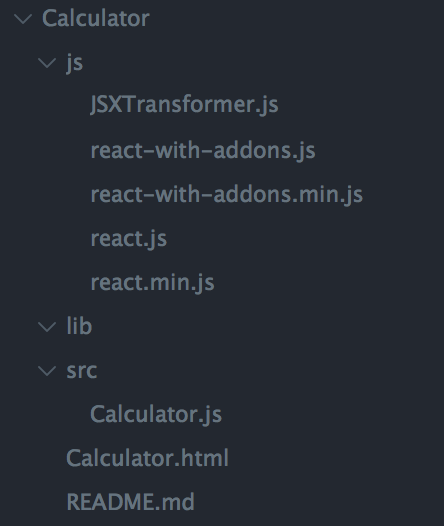 Calculator
js
JSXTransformer.js
react-with-addons.js
react-with-addons.min.js
react.js
react.min.js
lib
src
Calculator.js
Calculator.html
README.md